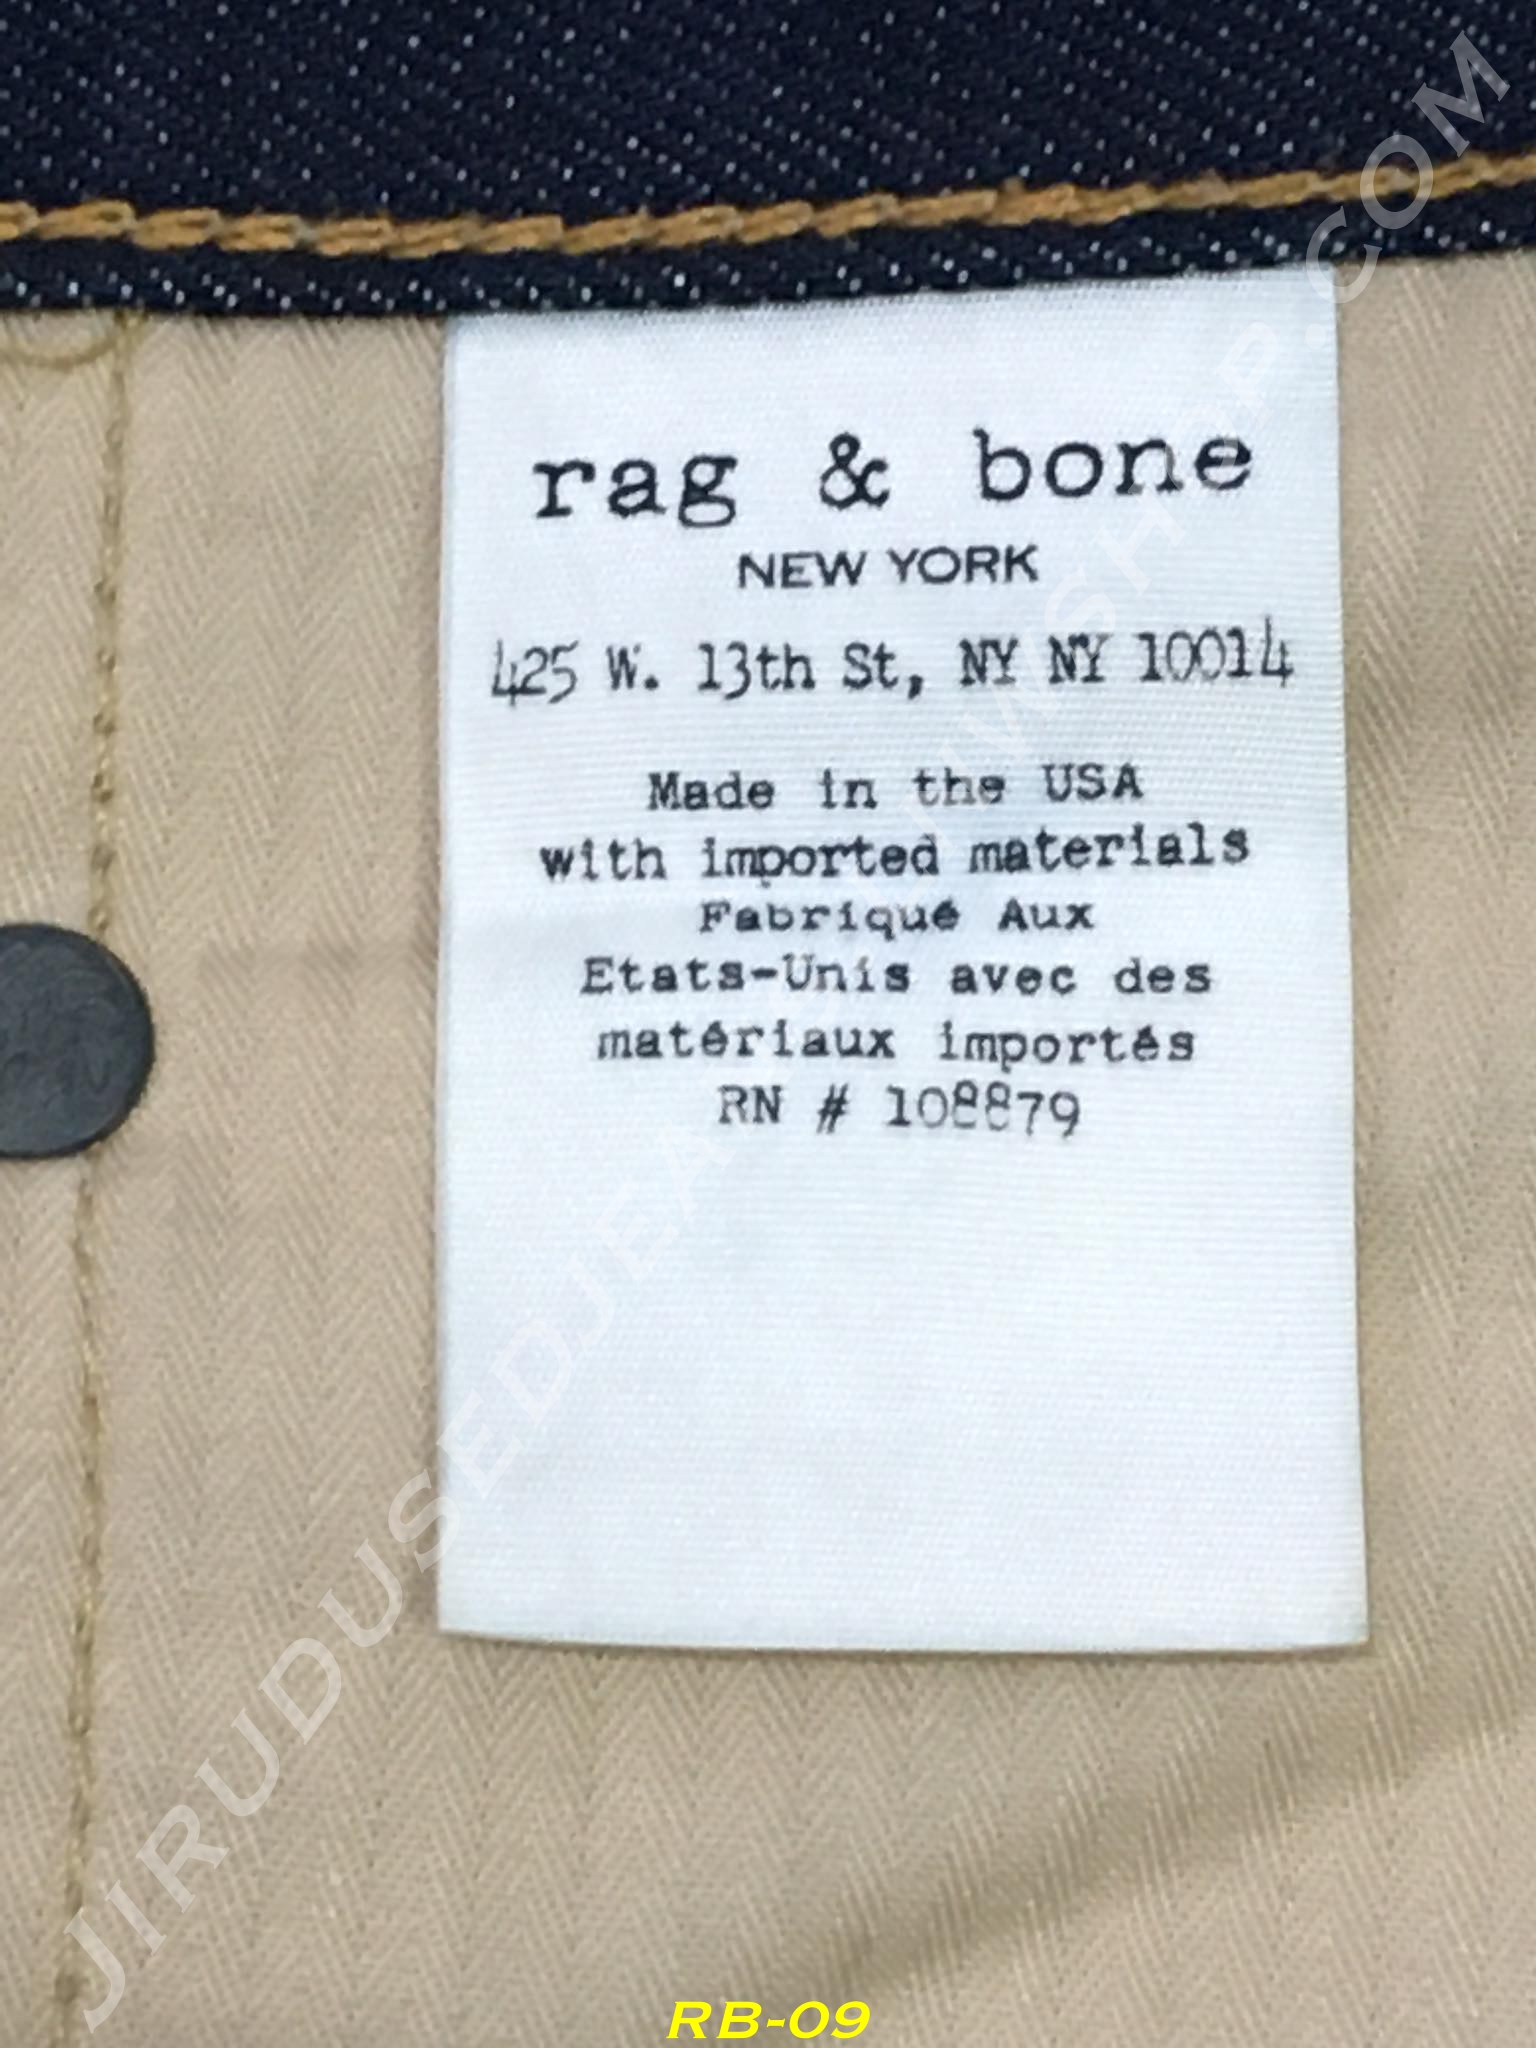 rag & bone
NEW YORK
425 W. 13th St, NY NY 10014
Made in the USA
with imported materials
Fabriqué Aux
Etats-Unis avec des
matériaux importés
RN # 108879
RB-09